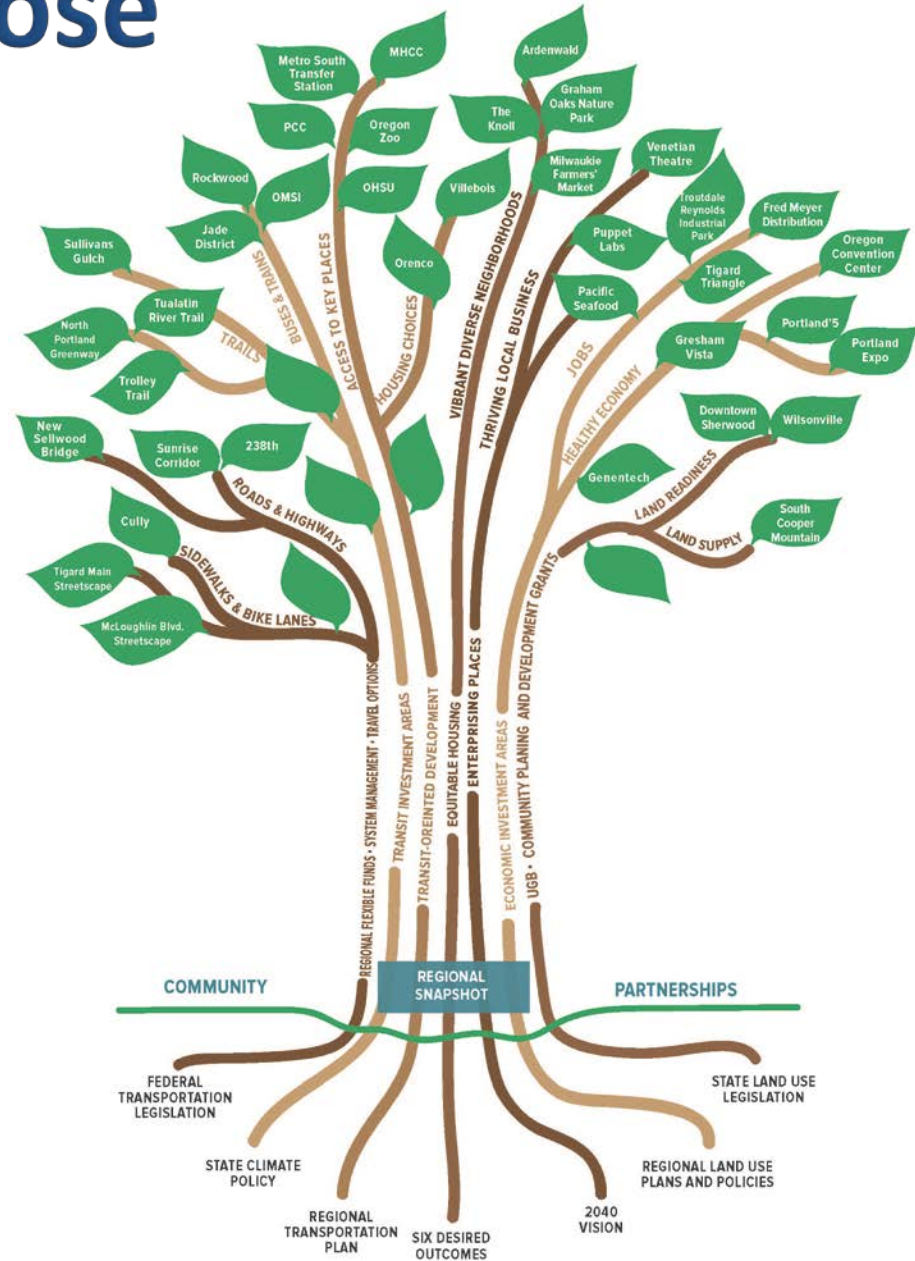 ose
MHCC
Metro South
Transfer
Station
PCC
Oregon
Zoo
Rockwood
OMSI
OHSU
Jade
District
Villebois
Orenco
Ardenwald
Graham
Oaks Nature
Park
The
Knoll
Milwaukie
Farmers'
Market
Venetian
Theatre
Troutdale
Reynolds
Industrial
Park
Fred Meyer
Distribution
Puppet
Labs
Oregon
Convention
Center
Tigard
Triangle
Pacific
Seafood
Sullivans
Gulch
Tualatin
River Trail
North
Portland
Greenway
Trolley
Trail
Portland'5
Gresham
Vista
Portland
Expo
New
Sellwood
Bridge
Sunrise
Corridor
238th
Downtown
Sherwood
Wilsonville
Genentech
South
Cooper
Mountain
Cully
Tigard Main
Streetscape
McLoughlin Blvd.
Streetscape
TRAILS
BUSES & TRAINS
ACCESS TO KEY PLACES
HOUSING CHOICES
VIBRANT DIVERSE NEIGHBORHOODS
THRIVING LOCAL BUSINESS
JOBS
HEALTHY ECONOMY
LAND READINESS
LAND SUPPLY
ROADS & HIGHWAYS
SIDEWALKS & BIKE LANES
REGIONAL FLEXIBLE FUNDS • SYSTEM MANAGEMENT • TRAVEL OPTIONS
TRANSIT INVESTMENT AREAS
TRANSIT-OREINTED DEVELOPMENT
EQUITABLE HOUSING
ENTERPRISING PLACES
ECONOMIC INVESTMENT AREAS
UGB • COMMUNITY PLANING AND DEVELOPMENT GRANTS
COMMUNITY
REGIONAL
SNAPSHOT
PARTNERSHIPS
FEDERAL
TRANSPORTATION
LEGISLATION
STATE LAND USE
LEGISLATION
STATE CLIMATE
POLICY
REGIONAL LAND USE
PLANS AND POLICIES
REGIONAL
TRANSPORTATION
PLAN
SIX DESIRED
OUTCOMES
2040
VISION